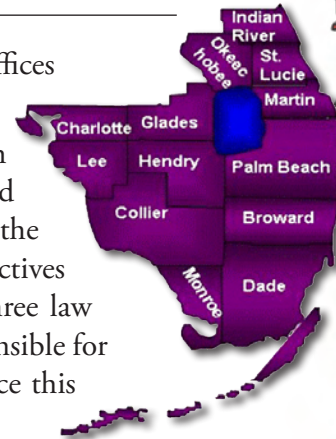 ffices
n
d
the
ctives
hree law
nsible for
ce this
Indian
River
Okeec
hobee
St.
Lucie
Martin
Charlotte
Glades
Lee
Hendry
Palm Beach
Collier
Broward
Monroe
Dade